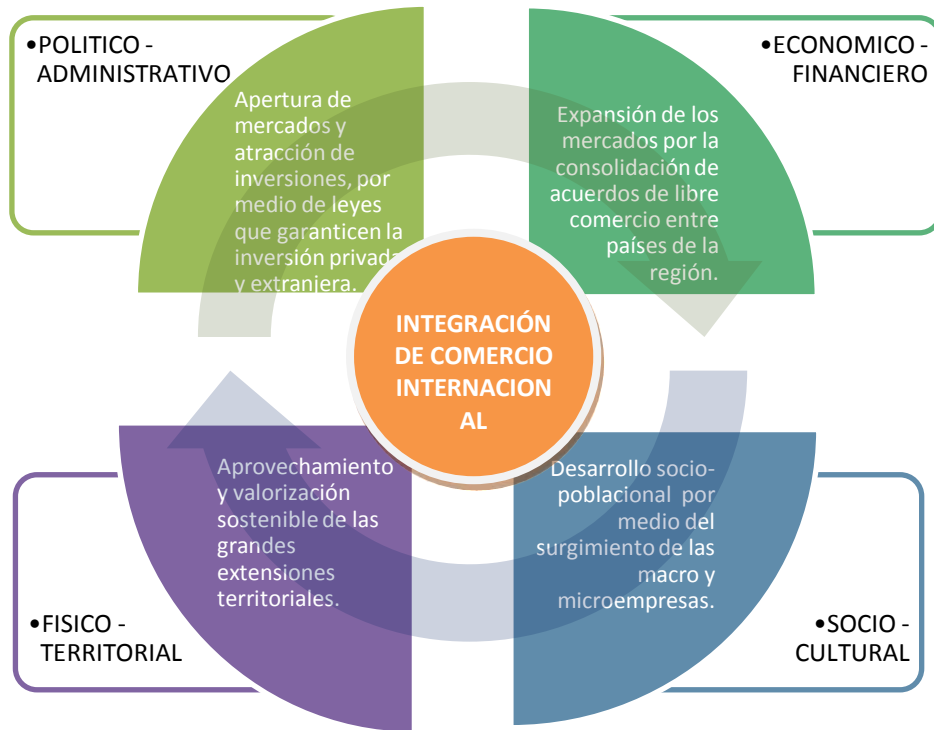 •POLITICO -
ADMINISTRATIVO
Apertura de
mercados y
atracción de
inversiones, por
medio de leyes
que garanticen la
inversión privada
y extranjera.
•ECONOMICO -
FINANCIERO
Expansión de los
mercados por la
consolidación de
acuerdos de libre
comercio entre
países de la
región.
INTEGRACIÓN
DE COMERCIO
INTERNACION
AL
Aprovechamiento
y valorización
sostenible de las
grandes
extensiones
territoriales.
•FISICO -
TERRITORIAL
Desarrollo socio-
poblacional por
medio del
surgimiento de las
macro y
microempresas.
•SOCIO -
CULTURAL